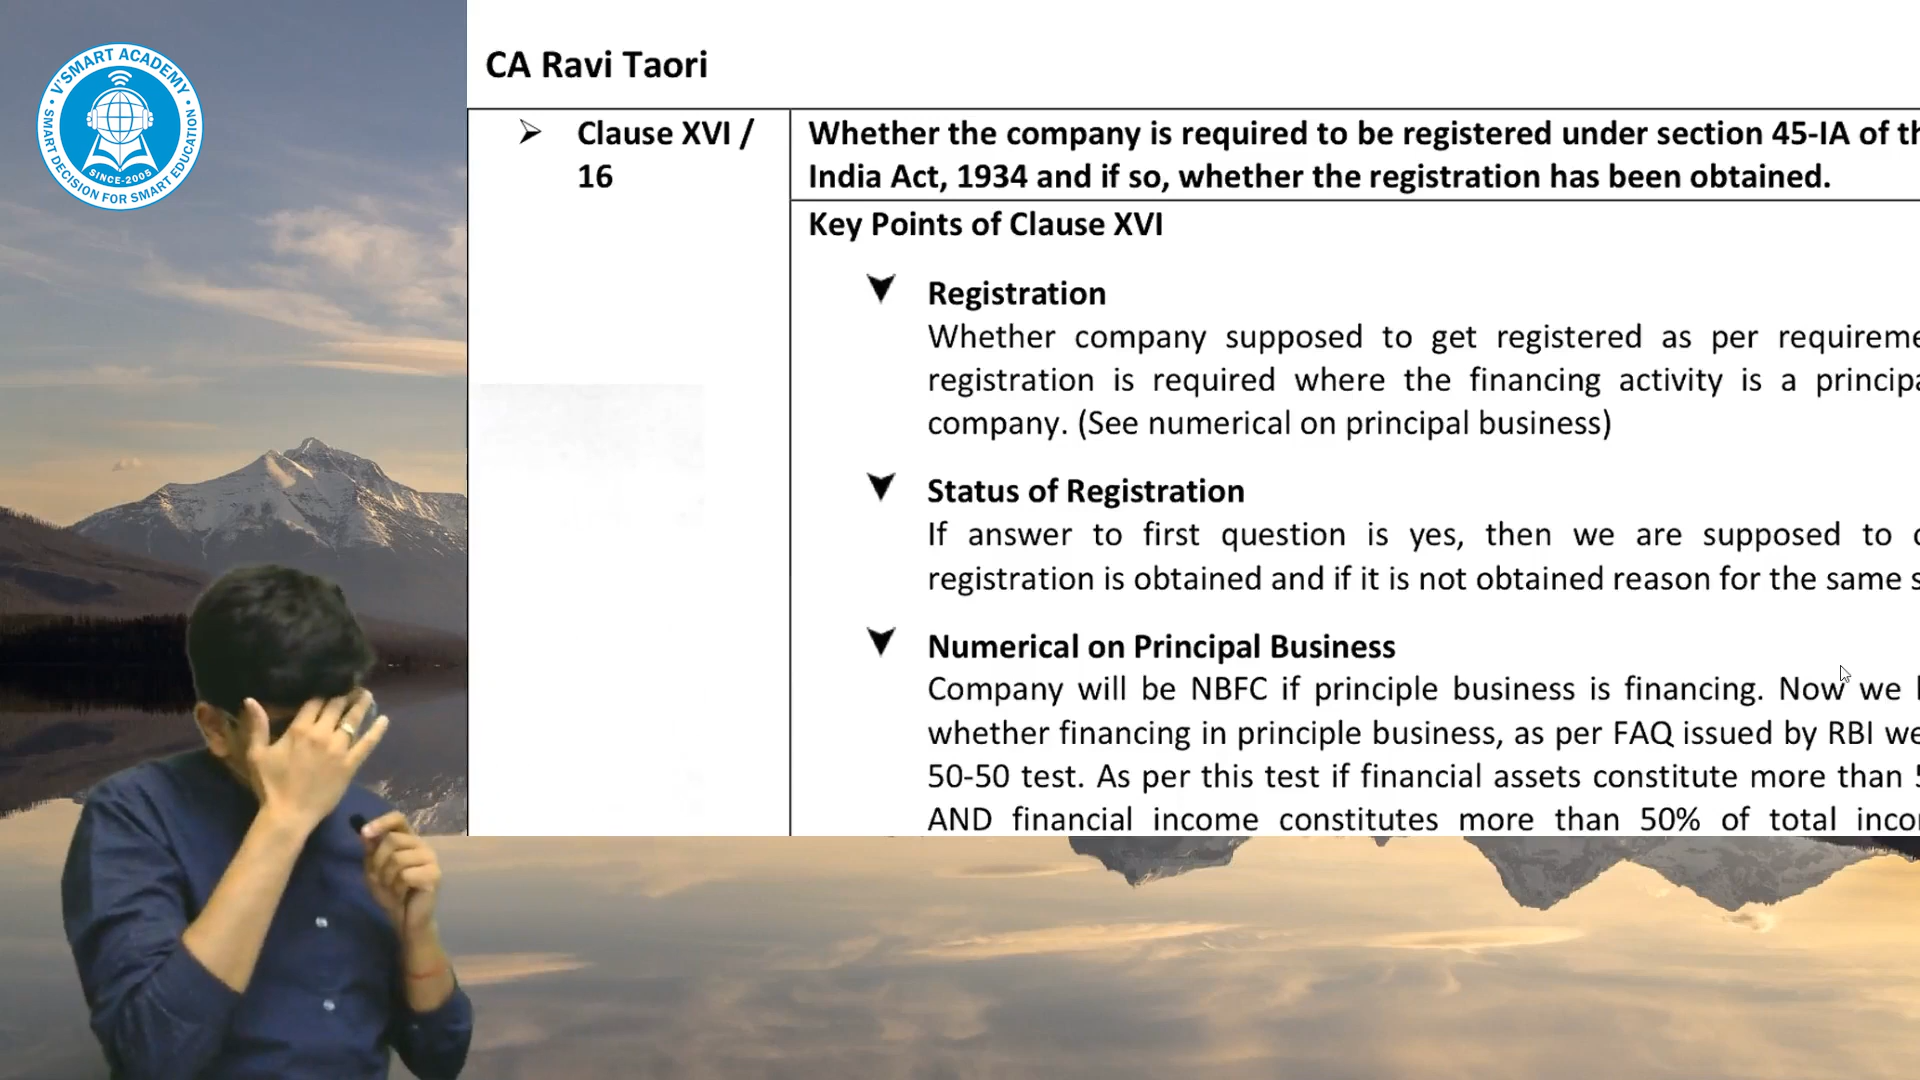 V'SMART ACADEMY
SMART DECISION FOR SMART EDUCATION
SINCE-2005
CA Ravi Taori
Clause XVI /
16
Whether the company is required to be registered under section 45-IA of
India Act, 1934 and if so, whether the registration has been obtained.
Key Points of Clause XVI
Registration
Whether company supposed to get registered as per
registration is required where the financing activity is a
company. (See numerical on principal business)
Status of Registration
If answer to first question is yes, then we are supposed to
registration is obtained and if it is not obtained reason for the same
Numerical on Principal Business
Company will be NBFC if principle business is financing. Now we
whether financing in principle business, as per FAQ issued by RBI
50-50 test. As per this test if financial assets constitute more than
AND financial income constitutes more than 50% of total